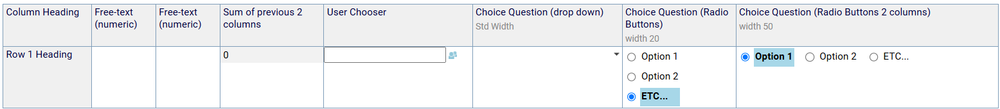 Column Heading
Free-text
(numeric)
Free-text
(numeric)
Sum of previous 2
columns
User Chooser
Choice Question (drop down)
Std Width
Choice Question (Radio
Buttons)
width 20
Choice Question (Radio Buttons 2 columns)
width 50
Row 1 Heading
0
Option 1
Option 2
ETC...
Option 1
Option 2
ETC...